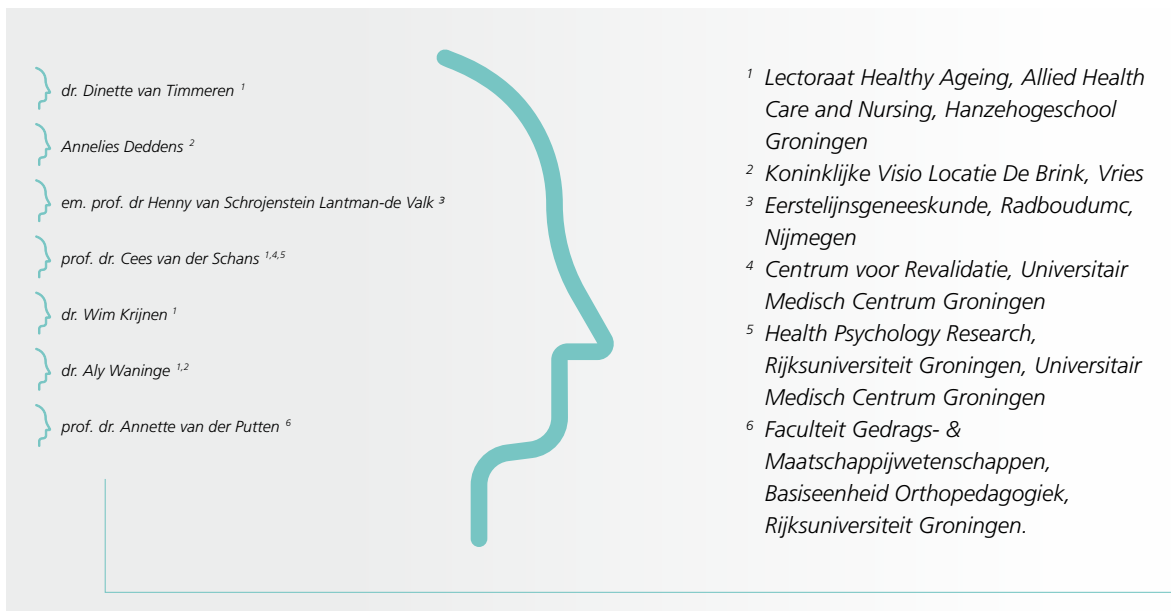 dr. Dinette van Timmeren 1
Annelies Deddens 2
em. prof. dr Henny van Schrojenstein Lantman-de Valk 3
prof. dr. Cees van der Schans 1,4,5
dr. Wim Krijnen 1
dr. Aly Waninge 1,2
prof. dr. Annette van der Putten 6
1 Lectoraat Healthy Ageing, Allied Health
Care and Nursing, Hanzehogeschool
Groningen
2 Koninklijke Visio Locatie De Brink, Vries
3 Eerstelijnsgeneeskunde, Radboudumc,
Nijmegen
4 Centrum voor Revalidatie, Universitair
Medisch Centrum Groningen
5 Health Psychology Research,
Rijksuniversiteit Groningen, Universitair
Medisch Centrum Groningen
6 Faculteit Gedrags- &
Maatschappijwetenschappen,
Basiseenheid Orthopedagogiek,
Rijksuniversiteit Groningen.